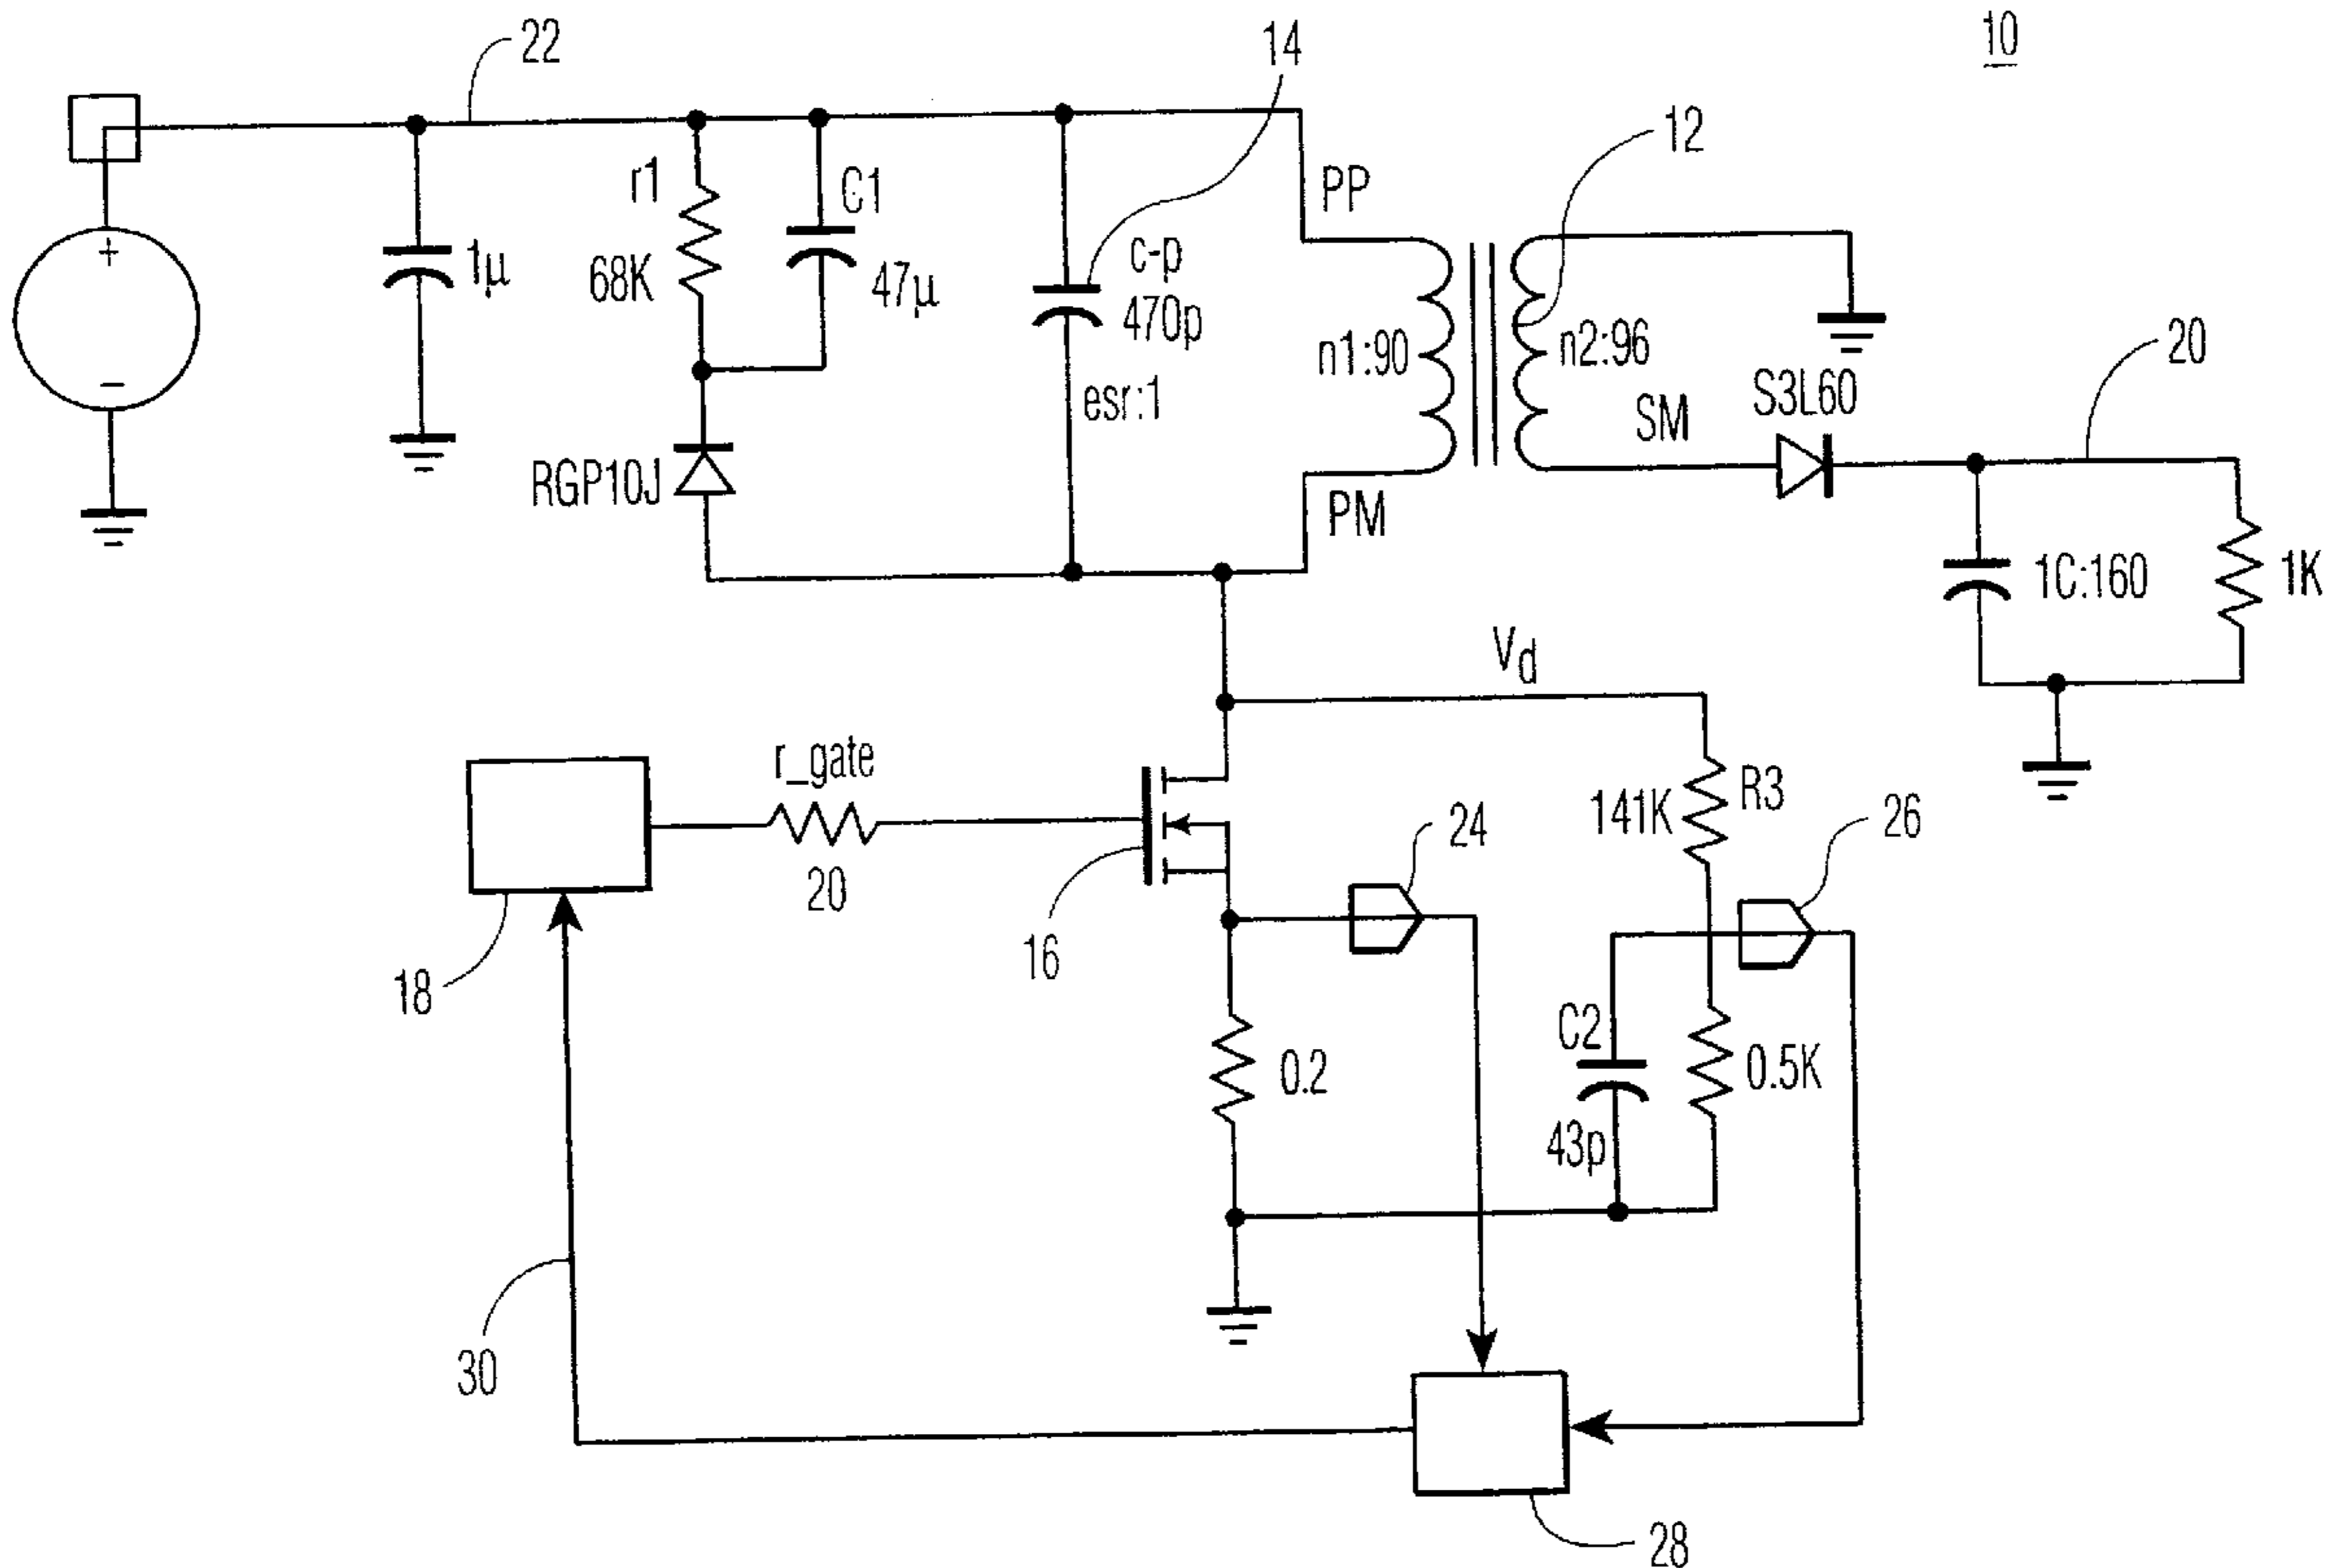 10
22
14
12
+
−
1µ
r1
68K
C1
47µ
c-p
470p
esr:1
PP
n1:90
n2:96
PM
SM
S3L60
20
RGP10J
1C:160
1K
Vd
r_gate
20
141K
R3
24
26
16
18
C2
43p
0.2
0.5K
30
28